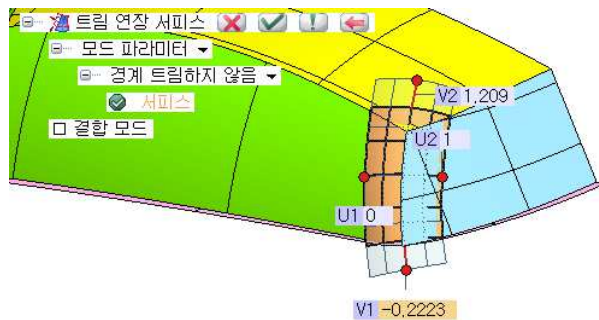 트림 연장 서피스
모드 파라미터
경계 트림하지 않음
서피스
결합 모드
V2 1,209
U2 1
U1 0
V1 -0,2223